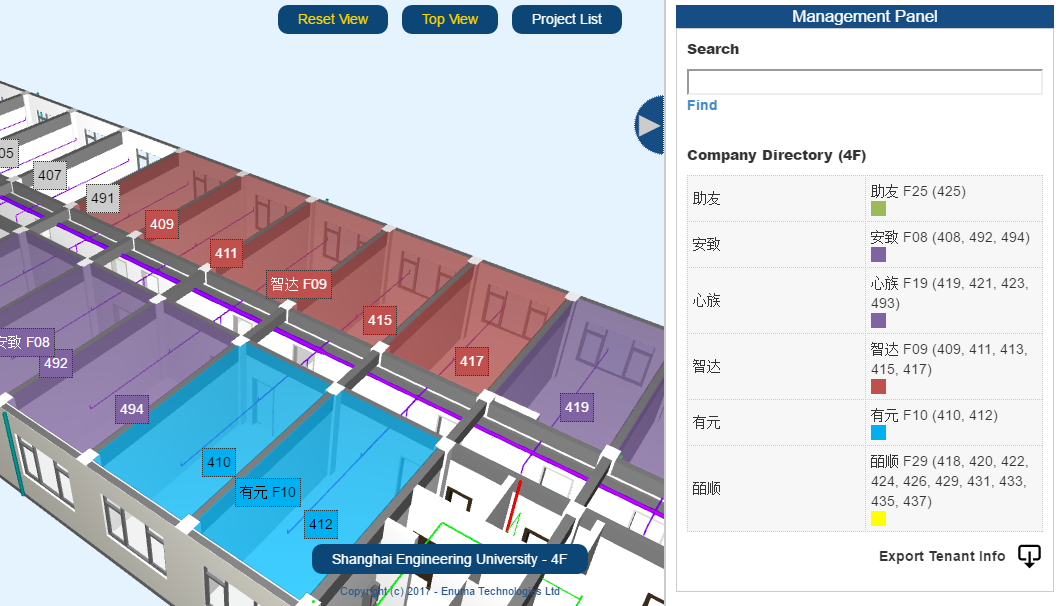 Reset View
Top View
Project List
05
407
491
409
411
智达 F09
415
417
419
安致 F08
492
494
410
有元 F10
412
Shanghai Engineering University - 4F
Copyright (c) 2017 - Enuma Technologies Ltd
Management Panel
Search
Find
Company Directory (4F)
助友
助友 F25 (425)
安致
安致 F08 (408, 492, 494)
心族
心族 F19 (419, 421, 423,
493)
智达
智达 F09 (409, 411, 413,
415, 417)
有元
有元 F10 (410, 412)
皕顺
皕顺 F29 (418, 420, 422,
424, 426, 429, 431, 433,
435, 437)
Export Tenant Info